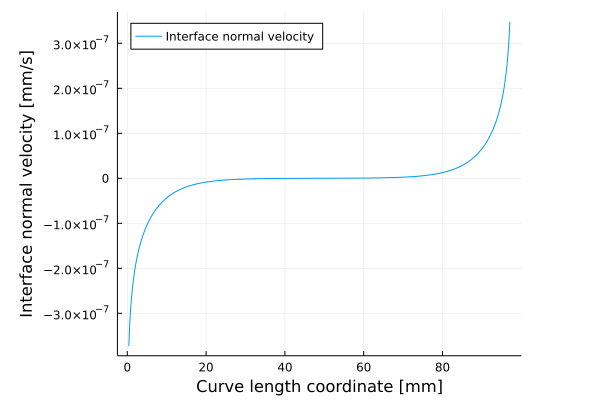 Interface normal velocity
Interface normal velocity [mm/s]
3.0×10⁻⁷
2.0×10⁻⁷
1.0×10⁻⁷
0
−1.0×10⁻⁷
−2.0×10⁻⁷
−3.0×10⁻⁷
0 20 40 60 80
Curve length coordinate [mm]